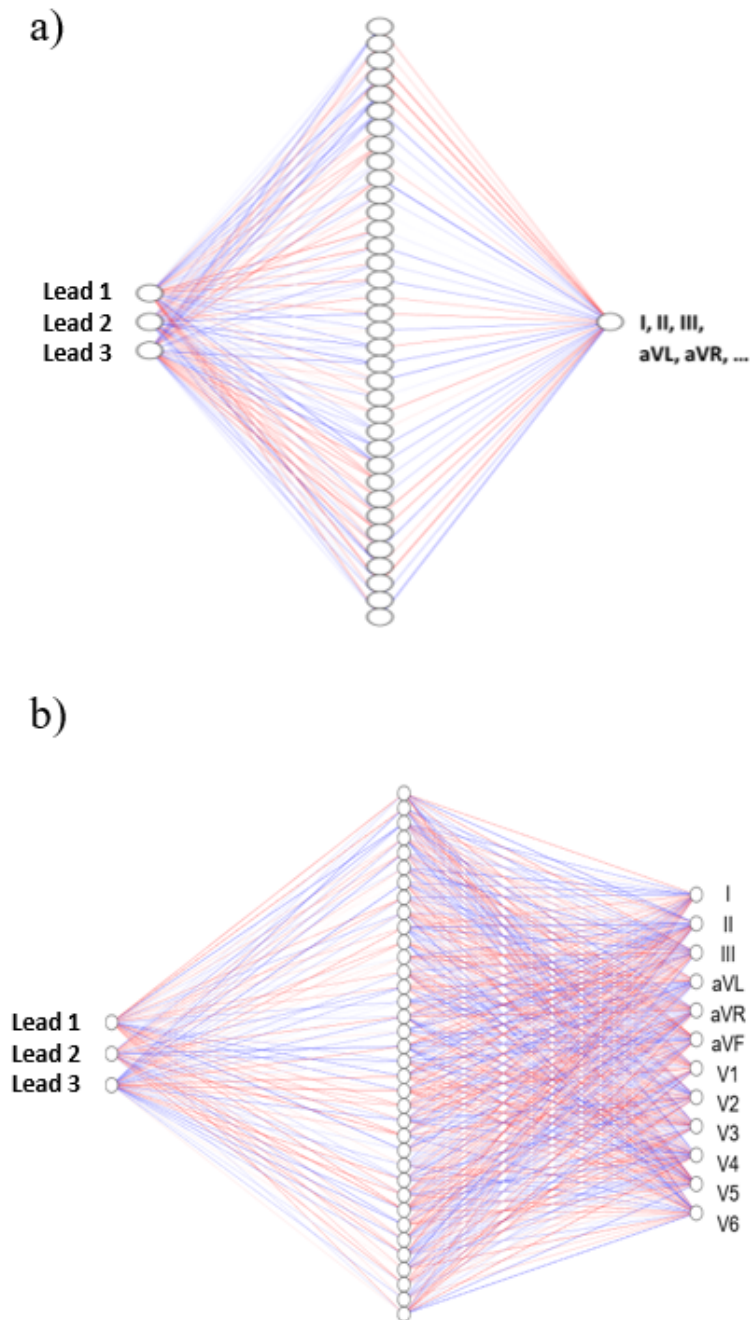 a)
Lead 1
Lead 2
Lead 3
I, II, III,
aVL, aVR, ...
b)
I
II
III
aVL
aVR
aVF
V1
V2
V3
V4
V5
V6
Lead 1
Lead 2
Lead 3